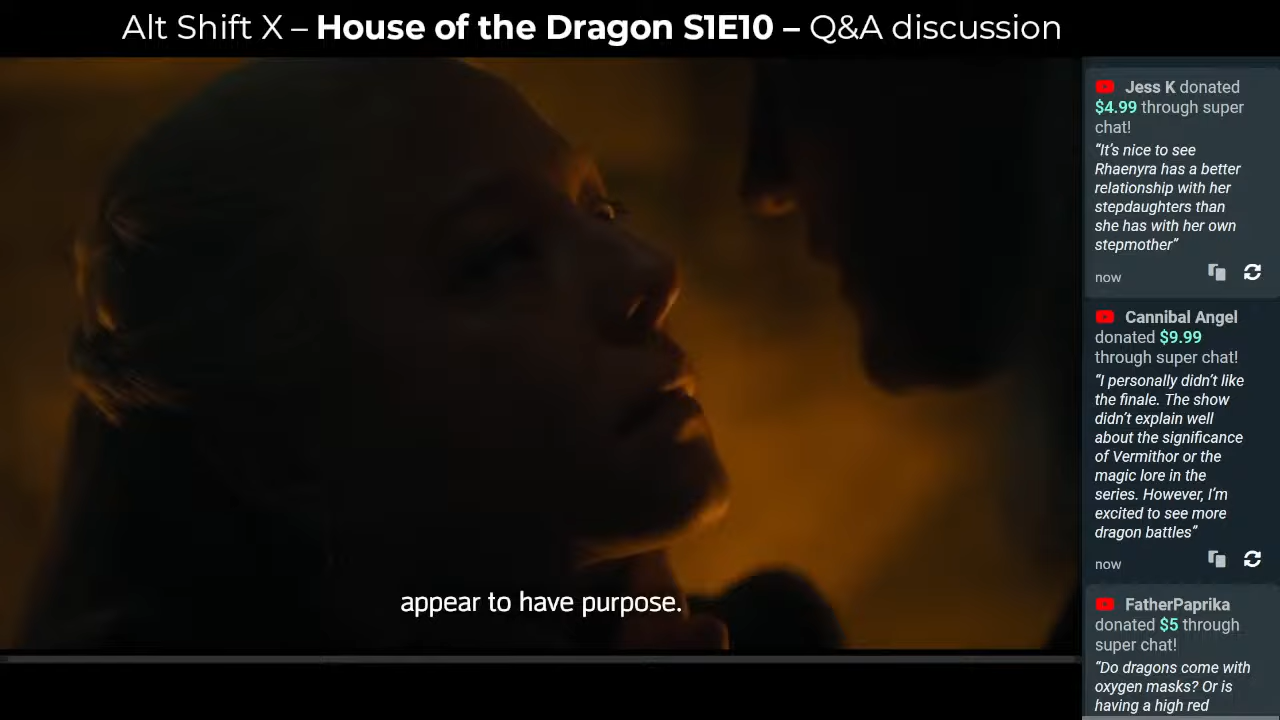 Alt Shift X – House of the Dragon S1E10 – Q&A discussion
appear to have purpose.
Jess K donated
$4.99 through super
chat!
“It’s nice to see
Rhaenyra has a better
relationship with her
stepdaughters than
she has with her own
stepmother”
now
Cannibal Angel
donated $9.99
through super chat!
“I personally didn’t like
the finale. The show
didn’t explain well
about the significance
of Vermithor or the
magic lore in the
series. However, I’m
excited to see more
dragon battles”
now
FatherPaprika
donated $5 through
super chat!
“Do dragons come with
oxygen masks? Or is
having a high red